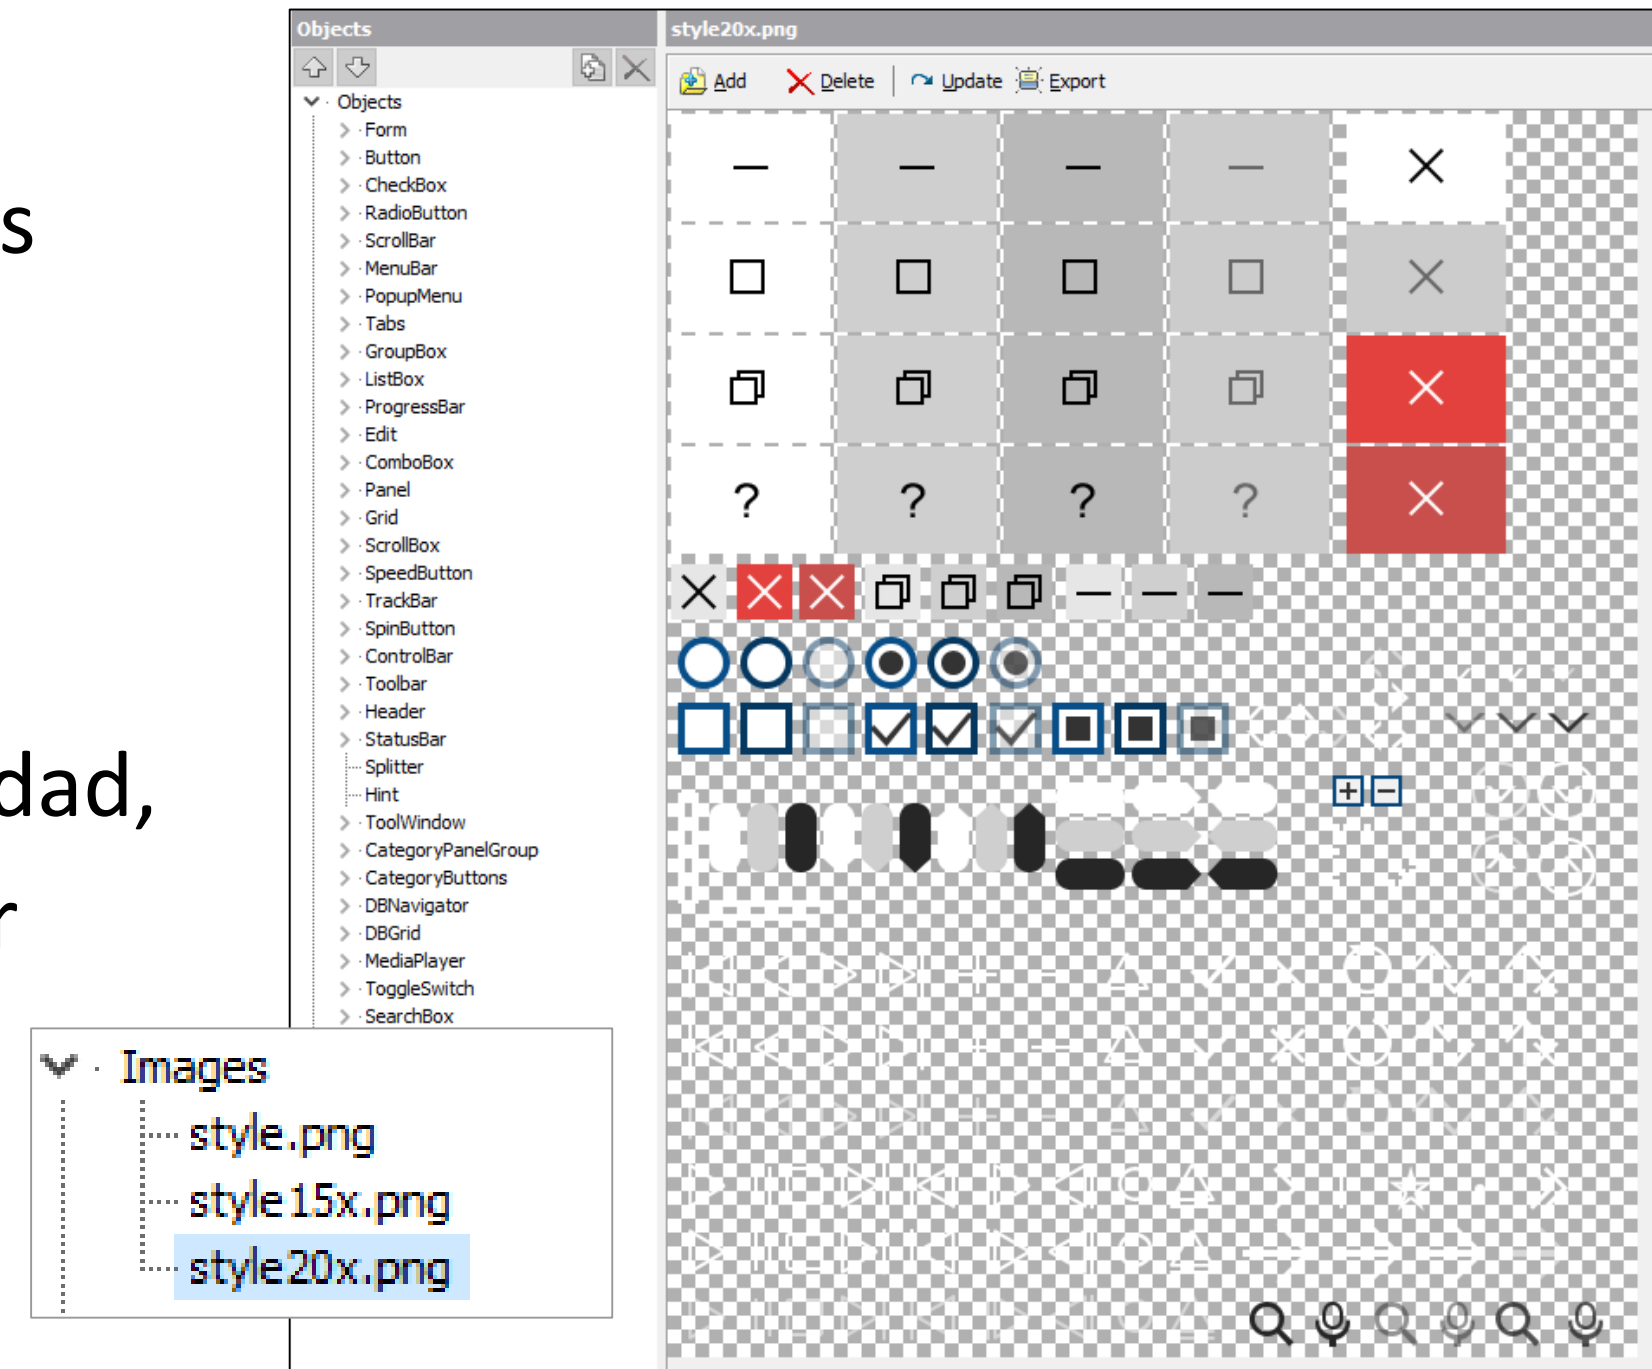 s
dad,
r
Objects
Objects
Form
Button
CheckBox
RadioButton
ScrollBar
MenuBar
PopupMenu
Tabs
GroupBox
ListBox
ProgressBar
Edit
ComboBox
Panel
Grid
ScrollBox
SpeedButton
TrackBar
SpinButton
ControlBar
Toolbar
Header
StatusBar
Splitter
Hint
ToolWindow
CategoryPanelGroup
CategoryButtons
DBNavigator
DBGrid
MediaPlayer
ToggleSwitch
SearchBox
Images
style.png
style15x.png
style20x.png
style20x.png
Add Delete Update Export
? ? ? ?